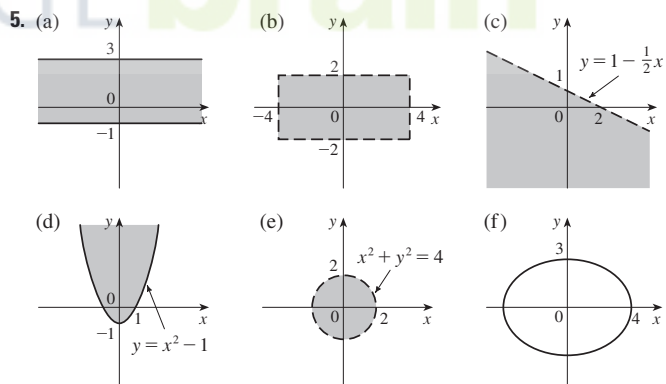 5. (a) y 3 0 −1 x
(b) y 2 −4 0 4 x −2
(c) y 1 y = 1 − 1/2 x 0 2 x
(d) y 0 1 x −1 y = x² − 1
(e) y 2 x² + y² = 4 0 2 x
(f) y 3 0 4 x